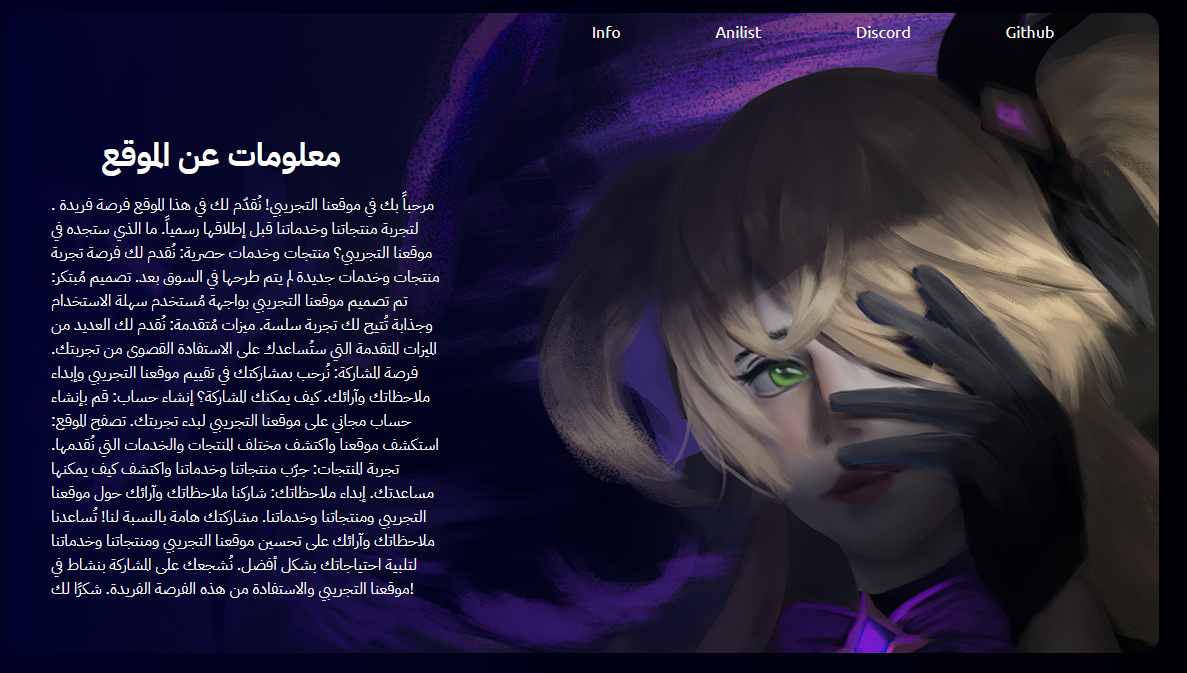 Info Anilist Discord Github
معلومات عن الموقع
مرحباً بك في موقعنا التجريبي! نُقدّم لك في هذا الموقع فرصة فريدة .
لتجربة منتجاتنا وخدماتنا قبل إطلاقها رسمياً. ما الذي ستجده في
موقعنا التجريبي؟ منتجات وخدمات حصرية: نُقدم لك فرصة تجربة
منتجات وخدمات جديدة لم يتم طرحها في السوق بعد. تصميم مُبتكر:
تم تصميم موقعنا التجريبي بواجهة مُستخدم سهلة الاستخدام
وجذابة تُتيح لك تجربة سلسة. ميزات مُتقدمة: نُقدم لك العديد من
الميزات المتقدمة التي ستُساعدك على الاستفادة القصوى من تجربتك.
فرصة المشاركة: نُرحب بمشاركتك في تقييم موقعنا التجريبي وإبداء
ملاحظاتك وآرائك. كيف يمكنك المشاركة؟ إنشاء حساب: قم بإنشاء
حساب مجاني على موقعنا التجريبي لبدء تجربتك. تصفح الموقع:
استكشف موقعنا واكتشف مختلف المنتجات والخدمات التي نُقدمها.
تجربة المنتجات: جرّب منتجاتنا وخدماتنا واكتشف كيف يمكنها
مساعدتك. إبداء ملاحظاتك: شاركنا ملاحظاتك وآرائك حول موقعنا
التجريبي ومنتجاتنا وخدماتنا. مشاركتك هامة بالنسبة لنا! تُساعدنا
ملاحظاتك وآرائك على تحسين موقعنا التجريبي ومنتجاتنا وخدماتنا
لتلبية احتياجاتك بشكل أفضل. نُشجعك على المشاركة بنشاط في
موقعنا التجريبي والاستفادة من هذه الفرصة الفريدة. شكرًا لك!